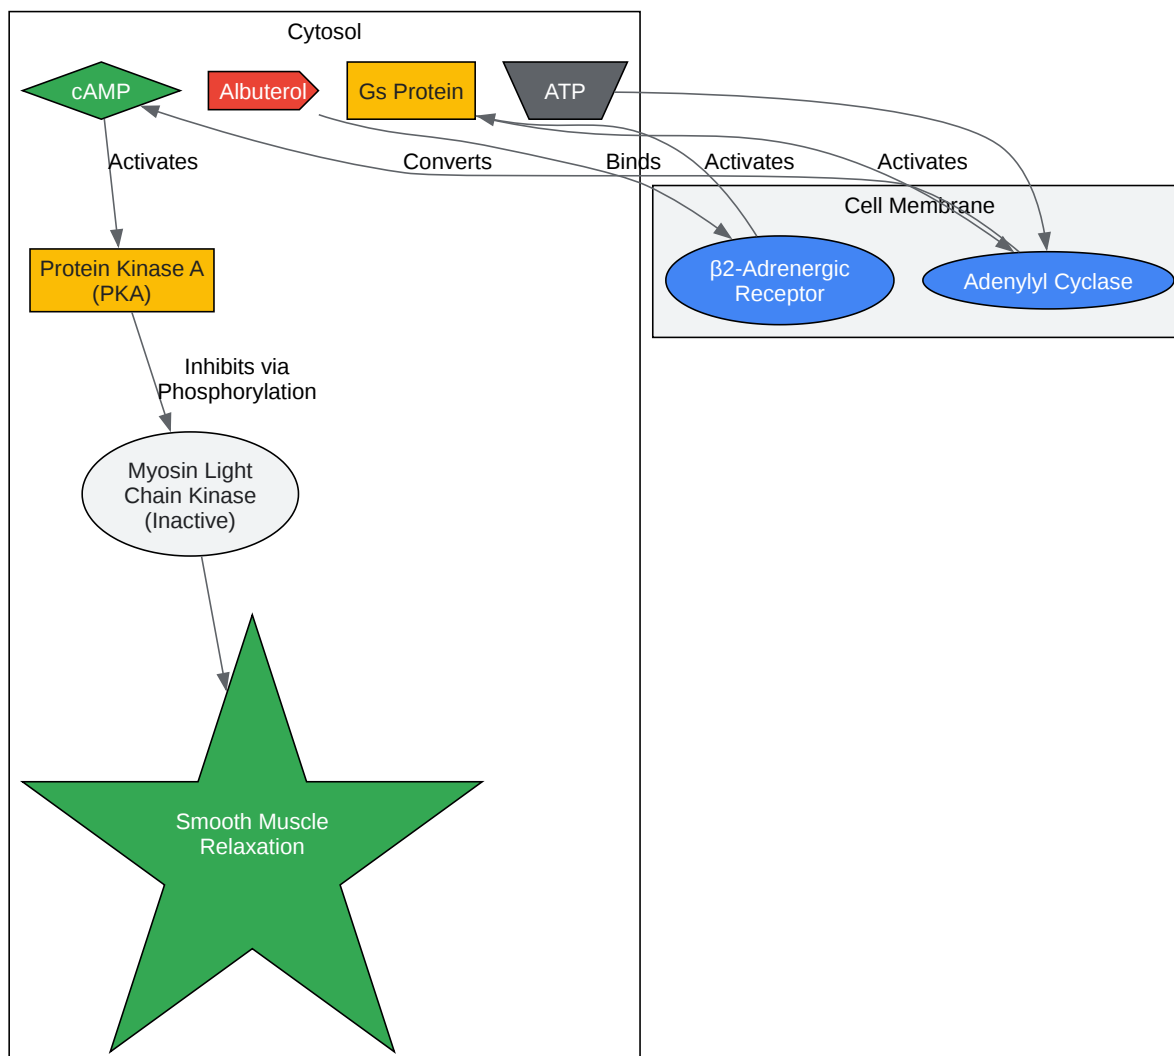 Cytosol
cAMP
Albuterol
Gs Protein
ATP
Activates
Converts
Binds
Activates
Activates
Cell Membrane
Protein Kinase A
(PKA)
β2-Adrenergic
Receptor
Adenylyl Cyclase
Inhibits via
Phosphorylation
Myosin Light
Chain Kinase
(Inactive)
Smooth Muscle
Relaxation